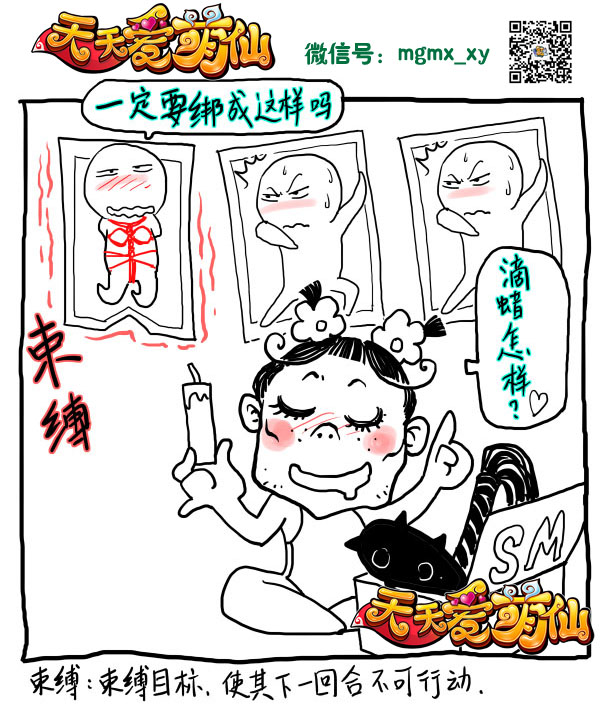 天天爱萌仙
微信号：mgmx_xy
一定要绑成这样吗
滴蜡怎样？
束缚
SM
天天爱萌仙
束缚：束缚目标，使其下一回合不可行动．